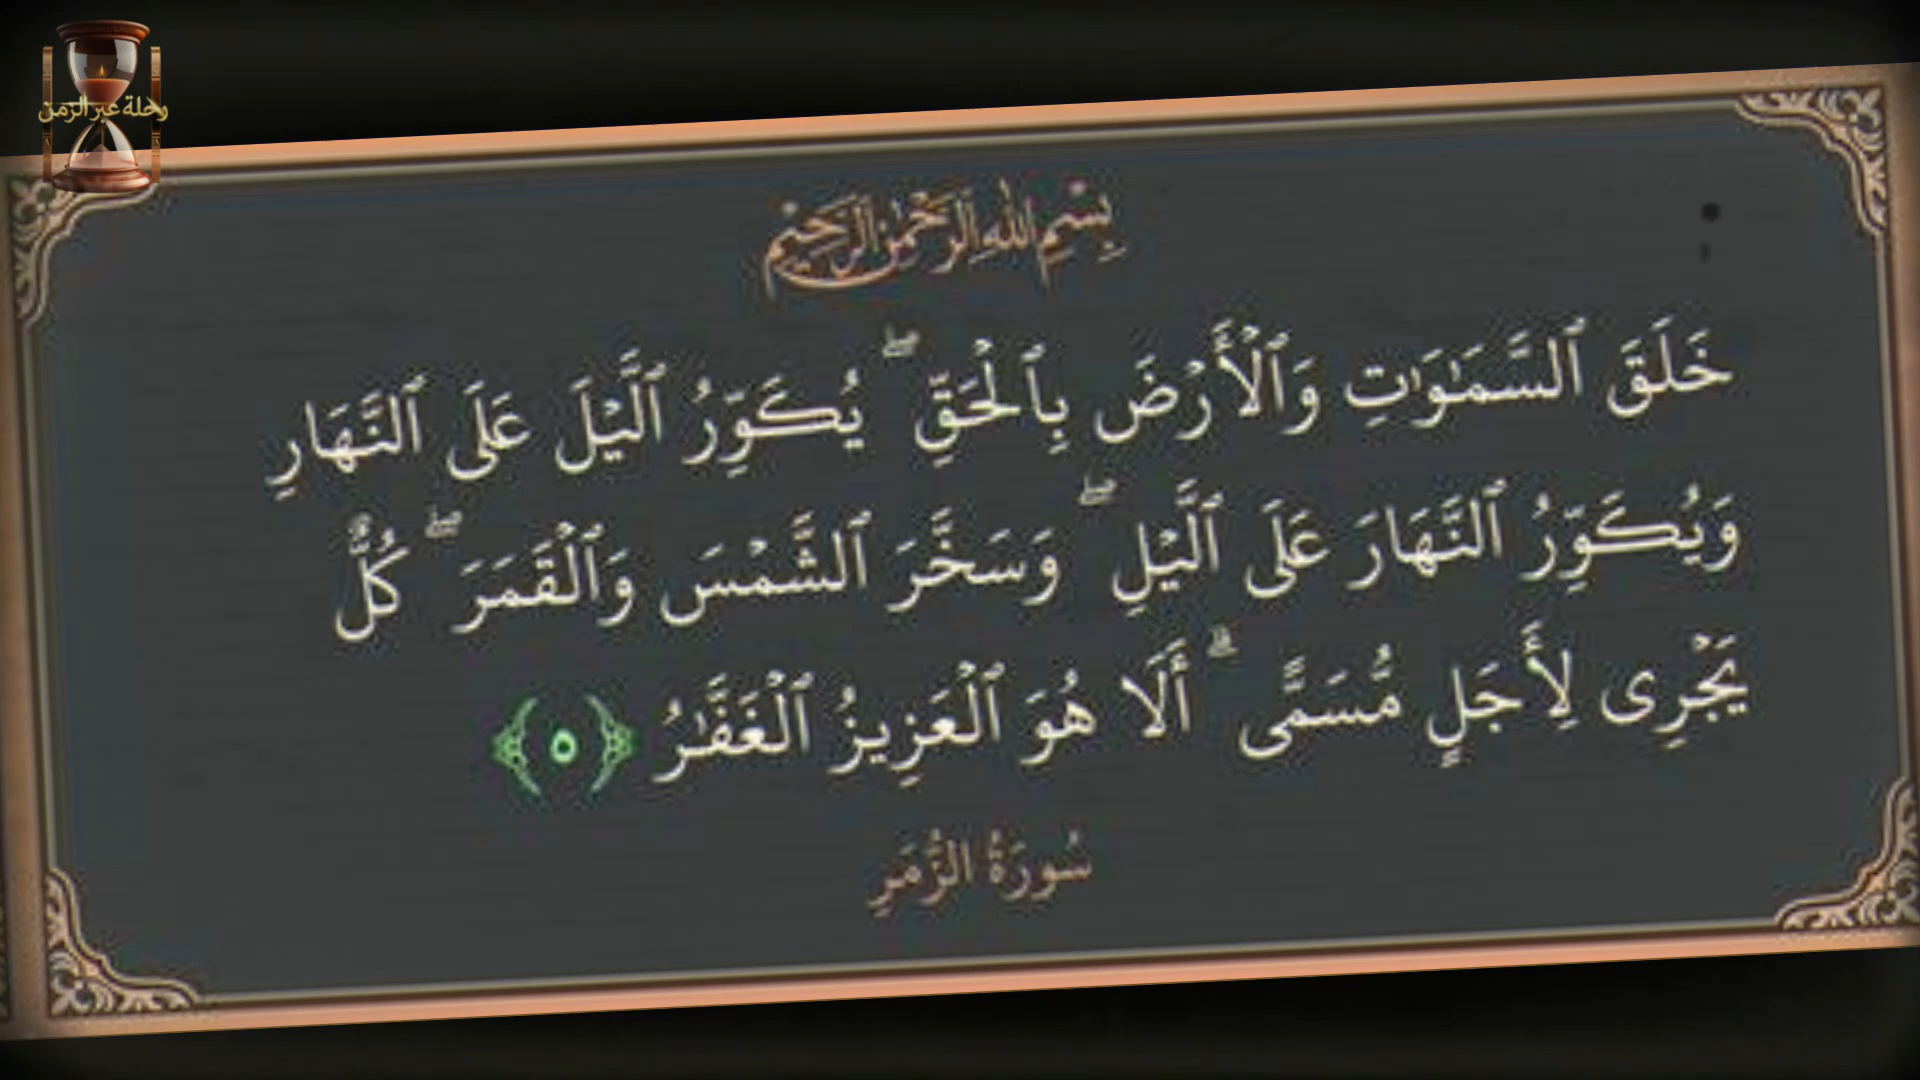 رحلة عبر الزمن
بِسْمِ اللهِ الرَّحْمٰنِ الرَّحِيمِ
خَلَقَ ٱلسَّمَـٰوَٰتِ وَٱلْأَرْضَ بِٱلْحَقِّ ۖ يُكَوِّرُ ٱلَّيْلَ عَلَى ٱلنَّهَارِ
وَيُكَوِّرُ ٱلنَّهَارَ عَلَى ٱلَّيْلِ ۖ وَسَخَّرَ ٱلشَّمْسَ وَٱلْقَمَرَ ۖ كُلٌّ
يَجْرِى لِأَجَلٍ مُّسَمًّى ۗ أَلَا هُوَ ٱلْعَزِيزُ ٱلْغَفَّـٰرُ ﴿٥﴾
سُورَةُ الزُّمَرِ